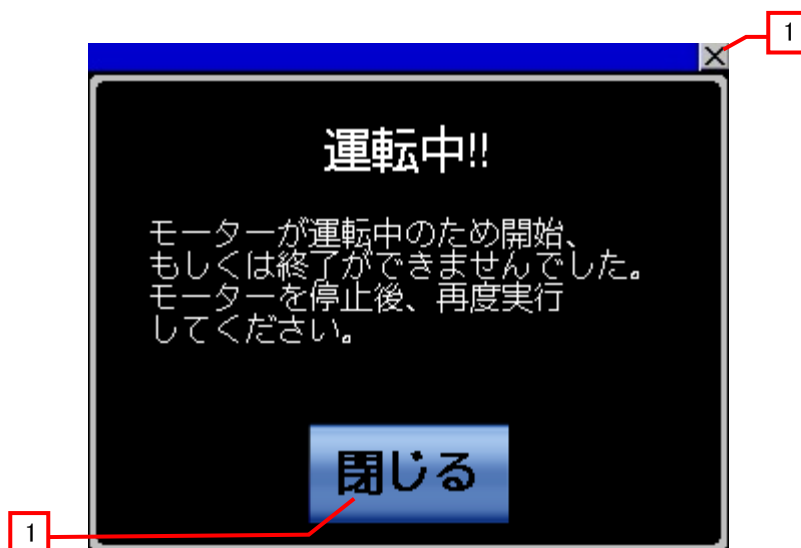 1
運転中!!
モーターが運転中のため開始、
もしくは終了ができませんでした。
モーターを停止後、再度実行
してください。
閉じる
1